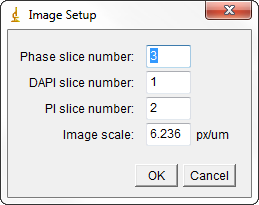 Image Setup
Phase slice number: 3
DAPI slice number: 1
PI slice number: 2
Image scale: 6.236 px/um
OK Cancel